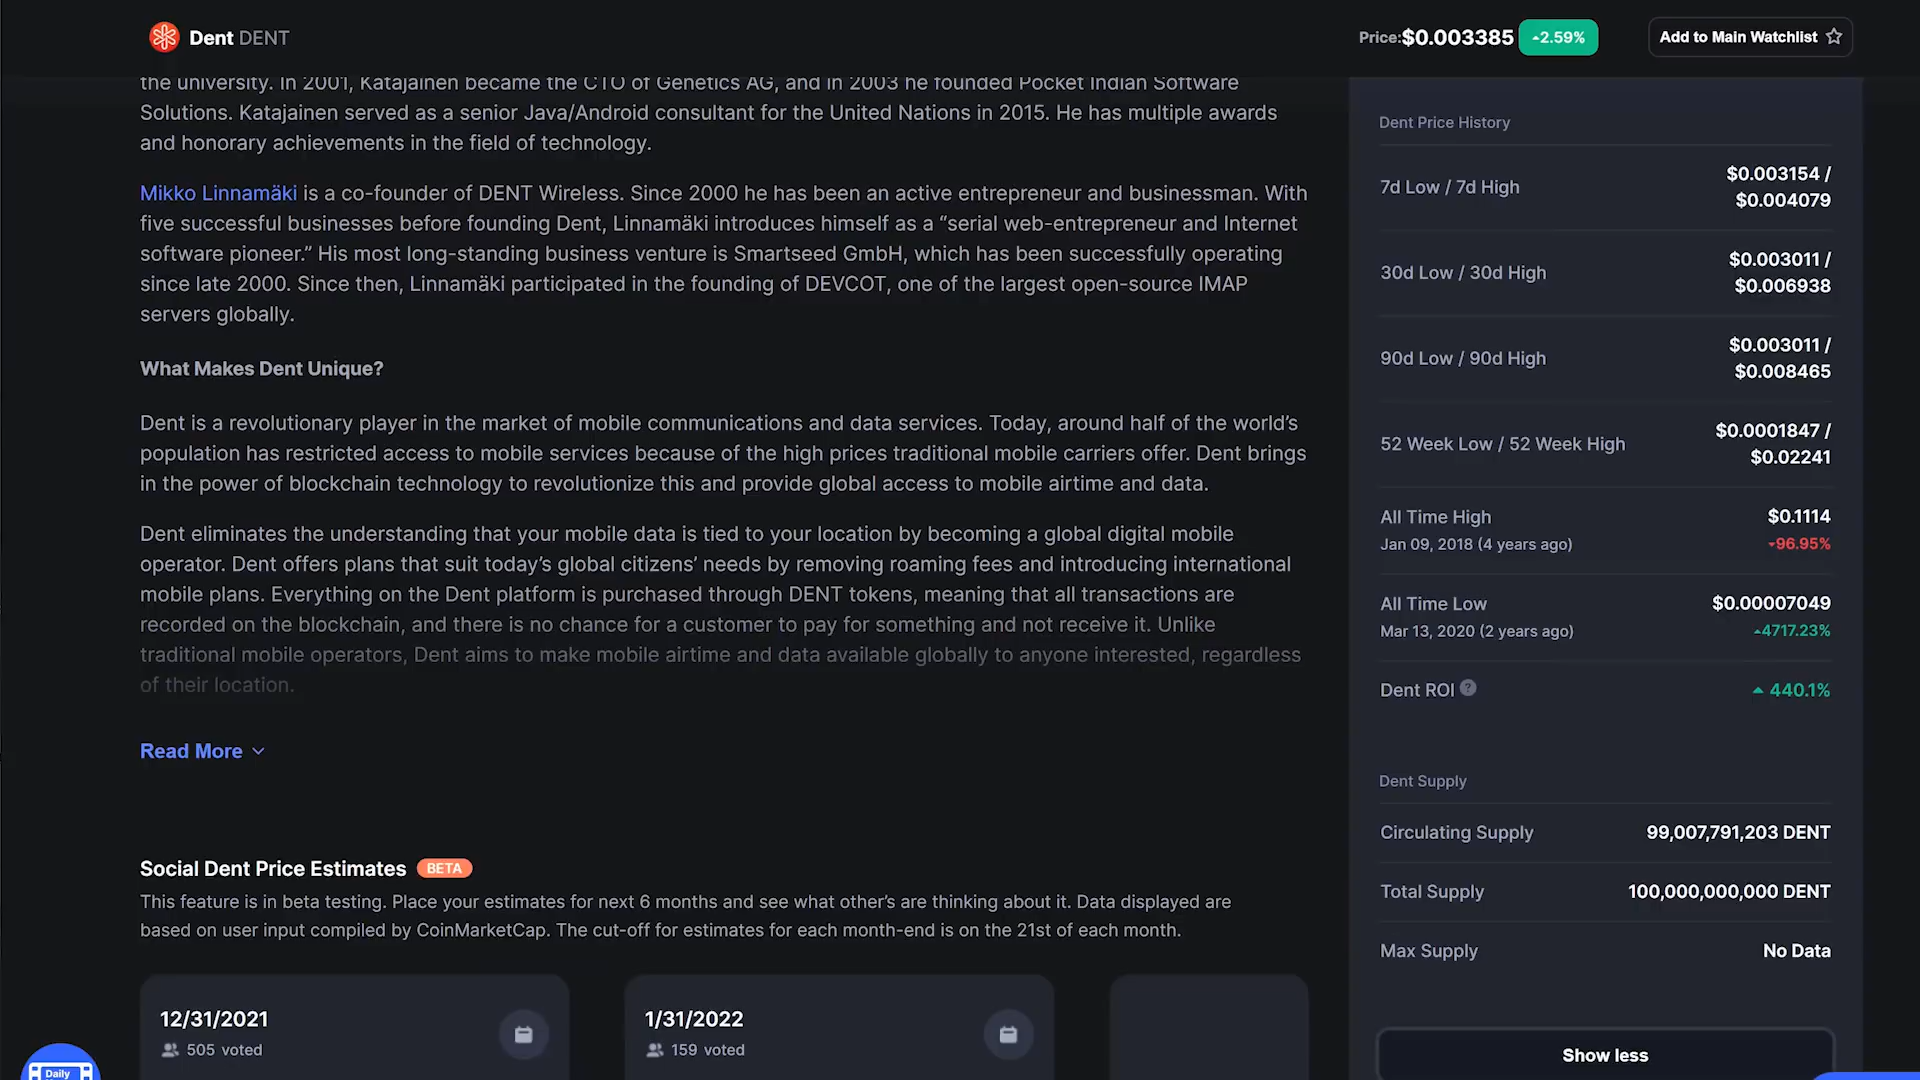 Dent DENT
Price:$0.003385 2.59% Add to Main Watchlist
the university. In 2001, Katajainen became the CTO of Genetics AG, and in 2003 he founded Pocket Indian Software
Solutions. Katajainen served as a senior Java/Android consultant for the United Nations in 2015. He has multiple awards
and honorary achievements in the field of technology.
Mikko Linnamäki is a co-founder of DENT Wireless. Since 2000 he has been an active entrepreneur and businessman. With
five successful businesses before founding Dent, Linnamäki introduces himself as a “serial web-entrepreneur and Internet
software pioneer.” His most long-standing business venture is Smartseed GmbH, which has been successfully operating
since late 2000. Since then, Linnamäki participated in the founding of DEVCOT, one of the largest open-source IMAP
servers globally.
What Makes Dent Unique?
Dent is a revolutionary player in the market of mobile communications and data services. Today, around half of the world’s
population has restricted access to mobile services because of the high prices traditional mobile carriers offer. Dent brings
in the power of blockchain technology to revolutionize this and provide global access to mobile airtime and data.
Dent eliminates the understanding that your mobile data is tied to your location by becoming a global digital mobile
operator. Dent offers plans that suit today’s global citizens’ needs by removing roaming fees and introducing international
mobile plans. Everything on the Dent platform is purchased through DENT tokens, meaning that all transactions are
recorded on the blockchain, and there is no chance for a customer to pay for something and not receive it. Unlike
traditional mobile operators, Dent aims to make mobile airtime and data available globally to anyone interested, regardless
of their location.
Read More
Social Dent Price Estimates BETA
This feature is in beta testing. Place your estimates for next 6 months and see what other’s are thinking about it. Data displayed are
based on user input compiled by CoinMarketCap. The cut-off for estimates for each month-end is on the 21st of each month.
12/31/2021
505 voted
1/31/2022
159 voted
Daily
Dent Price History
7d Low / 7d High $0.003154 /
$0.004079
30d Low / 30d High $0.003011 /
$0.006938
90d Low / 90d High $0.003011 /
$0.008465
52 Week Low / 52 Week High $0.0001847 /
$0.02241
All Time High $0.1114
Jan 09, 2018 (4 years ago) 96.95%
All Time Low $0.00007049
Mar 13, 2020 (2 years ago) 4717.23%
Dent ROI ? 440.1%
Dent Supply
Circulating Supply 99,007,791,203 DENT
Total Supply 100,000,000,000 DENT
Max Supply No Data
Show less